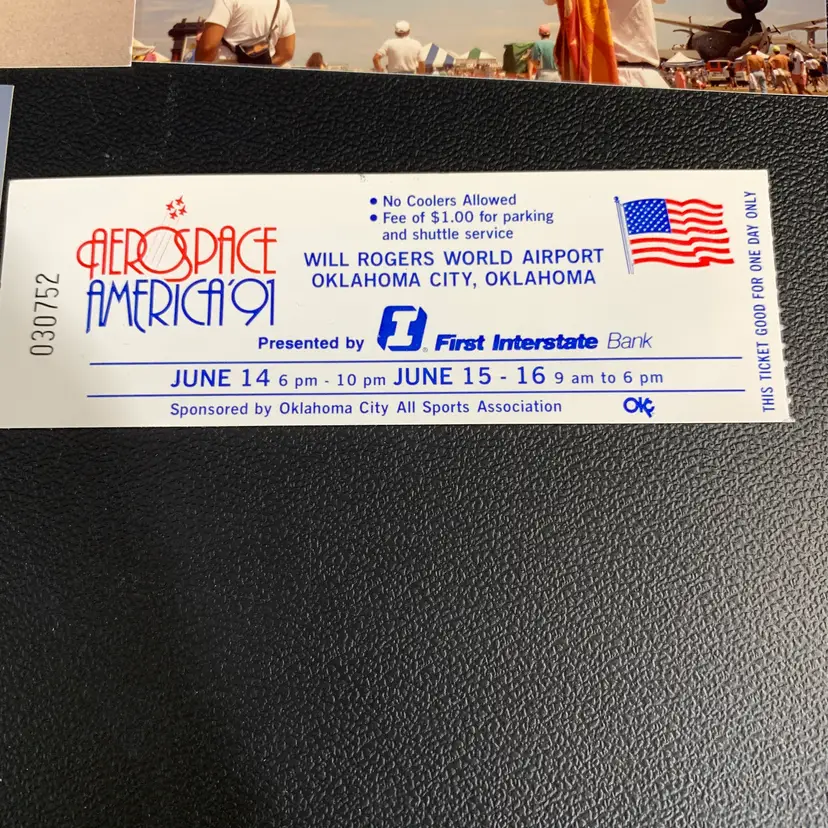 030752
AEROSPACE
AMERICA '91
• No Coolers Allowed
• Fee of $1.00 for parking
and shuttle service
WILL ROGERS WORLD AIRPORT
OKLAHOMA CITY, OKLAHOMA
Presented by I® First Interstate Bank
JUNE 14 6 pm - 10 pm JUNE 15 - 16 9 am to 6 pm
Sponsored by Oklahoma City All Sports Association OKC
THIS TICKET GOOD FOR ONE DAY ONLY